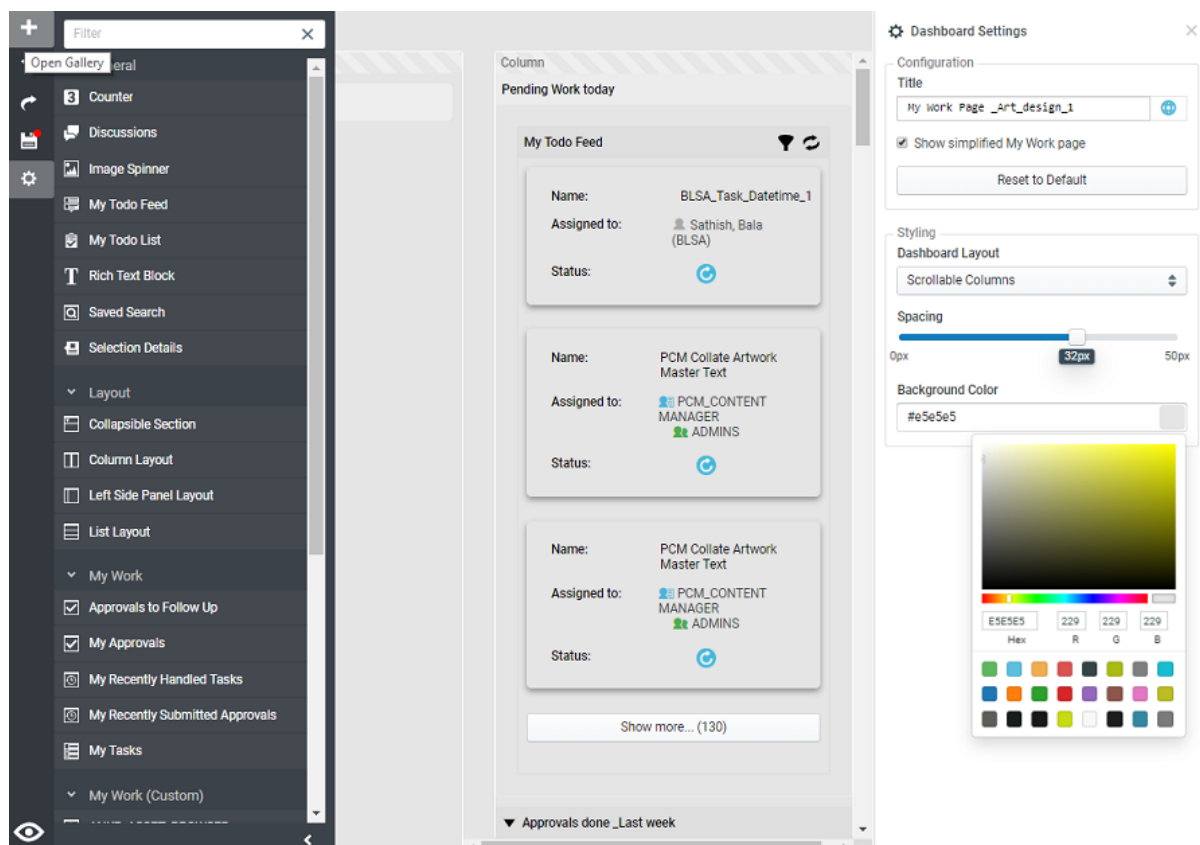 Filter
Open Gallery
Counter
Discussions
Image Spinner
My Todo Feed
My Todo List
Rich Text Block
Saved Search
Selection Details
Layout
Collapsible Section
Column Layout
Left Side Panel Layout
List Layout
My Work
Approvals to Follow Up
My Approvals
My Recently Handled Tasks
My Recently Submitted Approvals
My Tasks
My Work (Custom)
Column
Pending Work today
My Todo Feed
Name: BLSA_Task_Datetime_1
Assigned to: Sathish, Bala
(BLSA)
Status:
Name: PCM Collate Artwork
Master Text
Assigned to: PCM_CONTENT
MANAGER
ADMINS
Status:
Name: PCM Collate Artwork
Master Text
Assigned to: PCM_CONTENT
MANAGER
ADMINS
Status:
Show more... (130)
Approvals done _Last week
Dashboard Settings
Configuration
Title
My Work Page _Art_design_1
Show simplified My Work page
Reset to Default
Styling
Dashboard Layout
Scrollable Columns
Spacing
0px 32px 50px
Background Color
#e5e5e5
E5E5E5 229 229 229
Hex R G B